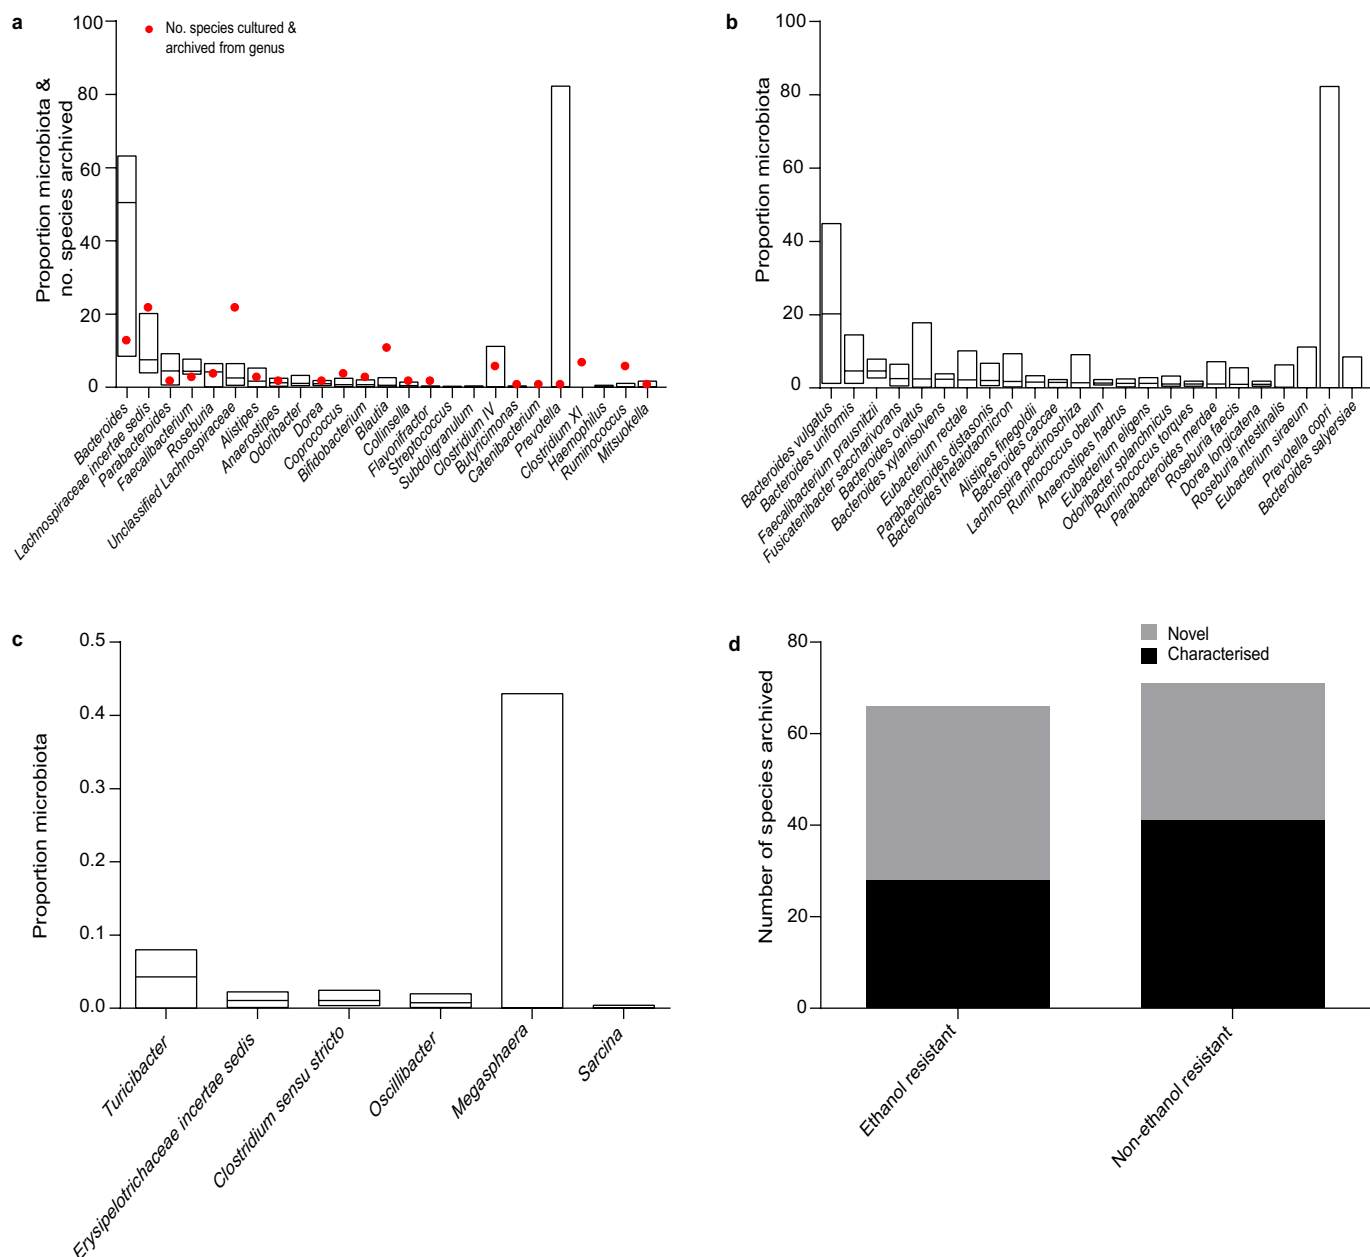 a
No. species cultured &
archived from genus
Proportion microbiota &
no. species archived
100
80
60
40
20
0
Bacteroides
Lachnospiraceae incertae sedis
Parabacteroides
Faecalibacterium
Roseburia
Unclassified Lachnospiraceae
Alistipes
Anaerostipes
Odoribacter
Dorea
Coprococcus
Bifidobacterium
Blautia
Colinsella
Flavonifractor
Streptococcus
Subdoligranulum
Clostridium IV
Butyricimonas
Catenibacterium
Prevotella
Clostridium XI
Haemophilus
Ruminococcus
Mitsuokella
b
Proportion microbiota
100
80
60
40
20
0
Bacteroides vulgatus
Bacteroides uniformis
Faecalibacterium prausnitzii
Fusicatenibacter saccharivorans
Bacteroides ovatus
Bacteroides xylanisolvens
Eubacterium rectale
Parabacteroides distasonis
Bacteroides thetaiotaomicron
Alistipes finegoldii
Bacteroides caccae
Lachnospira pectinoschiza
Ruminococcus obeum
Anaerostipes hadrus
Eubacterium eligens
Odoribacter splanchnicus
Ruminococcus torques
Parabacteroides merdae
Roseburia faecis
Dorea longicatena
Roseburia intestinalis
Eubacterium siraeum
Prevotella copri
Bacteroides salyersiae
c
Proportion microbiota
0.5
0.4
0.3
0.2
0.1
0.0
Turicibacter
Erysipelotrichaceae incertae sedis
Clostridium sensu stricto
Oscillibacter
Megasphaera
Sarcina
d
Novel
Characterised
Number of species archived
80
60
40
20
0
Ethanol resistant
Non-ethanol resistant